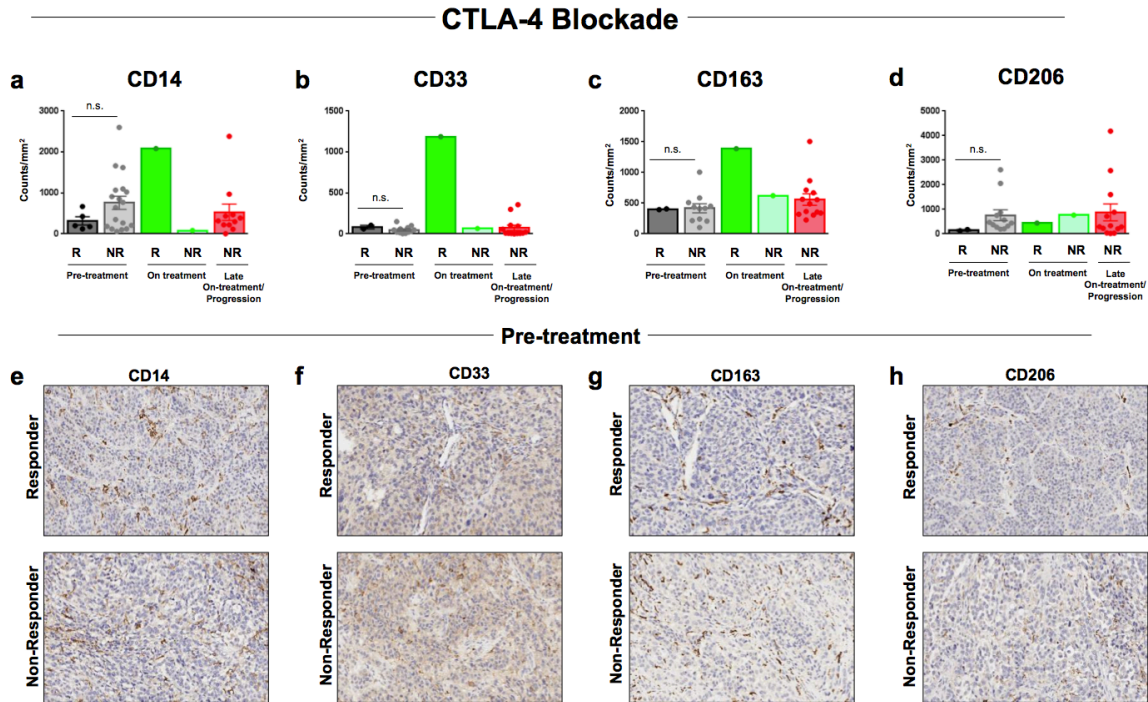 CTLA-4 Blockade
a
CD14
Counts/mm²
3000
2000
1000
0
n.s.
R
NR
R
NR
NR
Pre-treatment
On treatment
Late
On-treatment/
Progression
b
CD33
Counts/mm²
1500
1000
500
0
n.s.
R
NR
R
NR
NR
Pre-treatment
On treatment
Late
On-treatment/
Progression
c
CD163
Counts/mm²
2000
1500
1000
500
0
n.s.
R
NR
R
NR
NR
Pre-treatment
On treatment
Late
On-treatment/
Progression
d
CD206
Counts/mm²
5000
4000
3000
2000
1000
0
n.s.
R
NR
R
NR
NR
Pre-treatment
On treatment
Late
On-treatment/
Progression
Pre-treatment
e
CD14
Responder
Non-Responder
f
CD33
Responder
Non-Responder
g
CD163
Responder
Non-Responder
h
CD206
Responder
Non-Responder